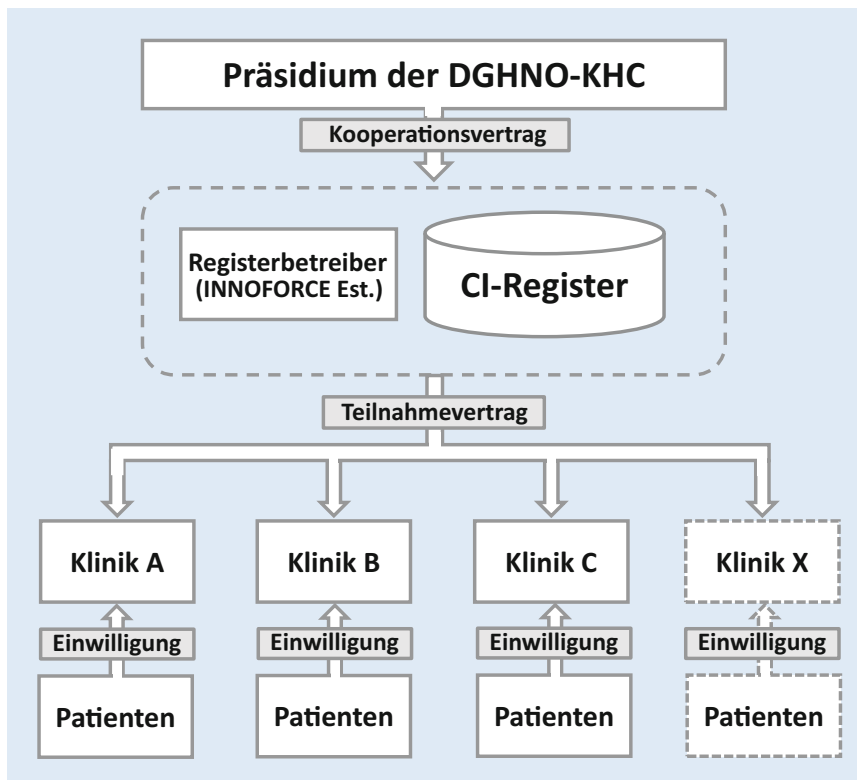 Präsidium der DGHNO-KHC
Kooperationsvertrag
Registerbetreiber
(INNOFORCE Est.)
CI-Register
Teilnahmevertrag
Klinik A
Klinik B
Klinik C
Klinik X
Einwilligung
Einwilligung
Einwilligung
Einwilligung
Patienten
Patienten
Patienten
Patienten